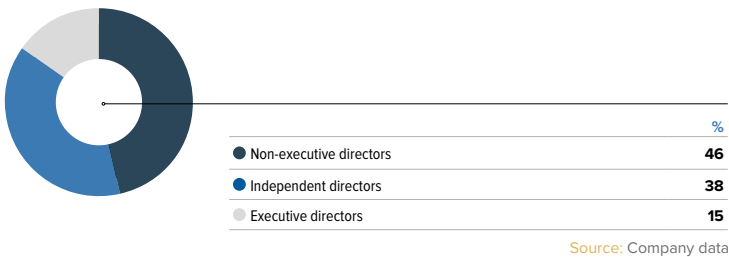 %
Non-executive directors 46
Independent directors 38
Executive directors 15
Source: Company data